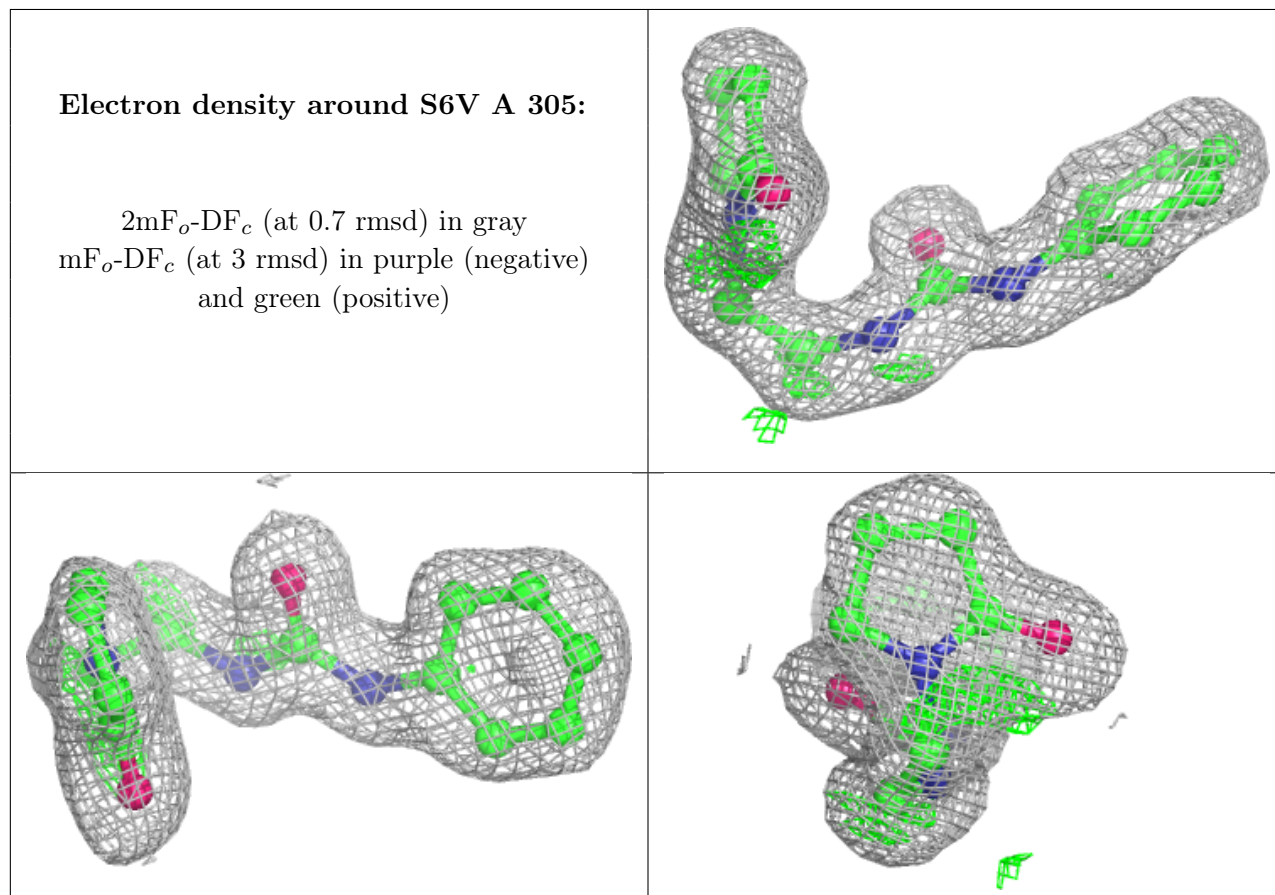 Electron density around S6V A 305:
2mFo-DFc (at 0.7 rmsd) in gray
mFo-DFc (at 3 rmsd) in purple (negative)
and green (positive)